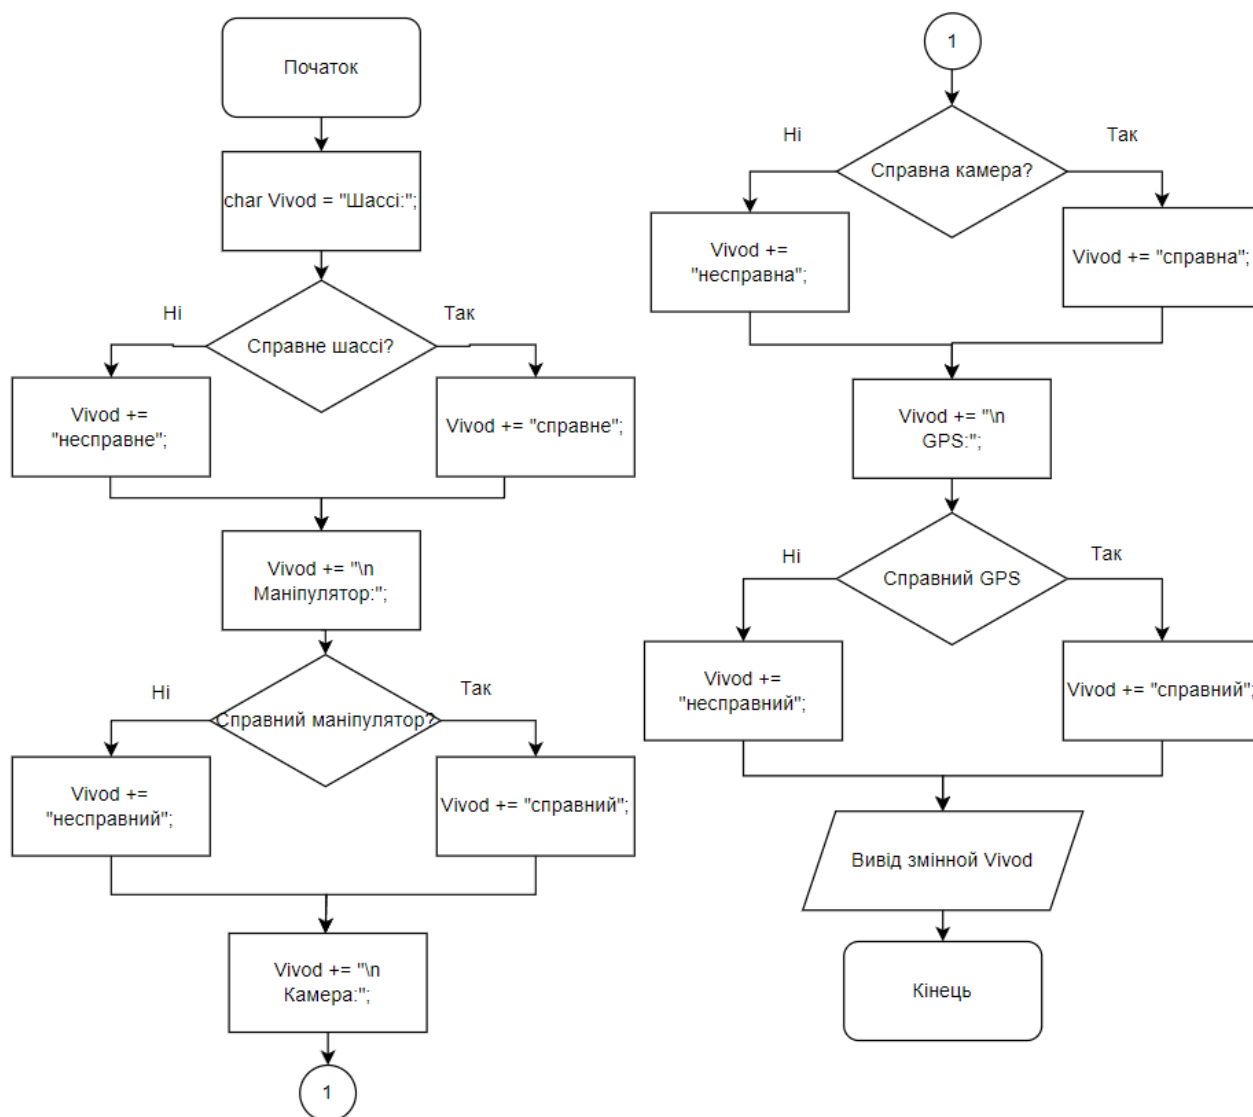 Початок
char Vivod = "Шассі:";
Справне шассі?
Ні
Так
Vivod +=
"несправне";
Vivod += "справне";
Vivod += "\n
Маніпулятор:";
Справний маніпулятор?
Ні
Так
Vivod +=
"несправний";
Vivod += "справний";
Vivod += "\n
Камера:";
1
1
Справна камера?
Ні
Так
Vivod +=
"несправна";
Vivod += "справна";
Vivod += "\n
GPS:";
Справний GPS
Ні
Так
Vivod +=
"несправний";
Vivod += "справний";
Вивід змінной Vivod
Кінець